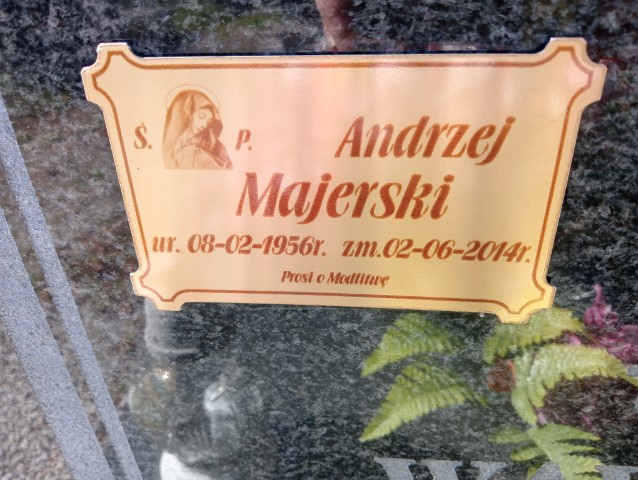 Ś. p. Andrzej
Majerski
ur. 08-02-1956r. zm.02-06-2014r.
Prosi o Modlitwę